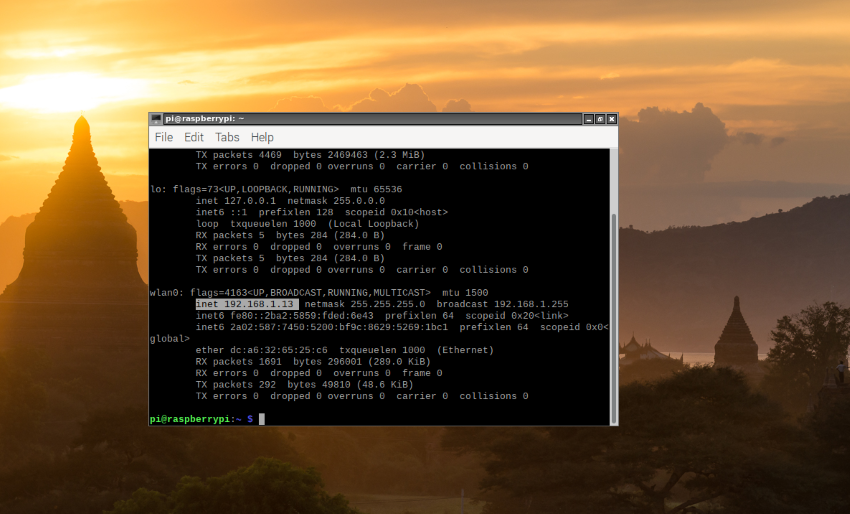 pi@raspberrypi: ~
File Edit Tabs Help
TX packets 4469  bytes 2469463 (2.3 MiB)
TX errors 0  dropped 0 overruns 0  carrier 0  collisions 0
lo: flags=73<UP,LOOPBACK,RUNNING>  mtu 65536
inet 127.0.0.1  netmask 255.0.0.0
inet6 ::1  prefixlen 128  scopeid 0x10<host>
loop  txqueuelen 1000  (Local Loopback)
RX packets 5  bytes 284 (284.0 B)
RX errors 0  dropped 0  overruns 0  frame 0
TX packets 5  bytes 284 (284.0 B)
TX errors 0  dropped 0 overruns 0  carrier 0  collisions 0
wlan0: flags=4163<UP,BROADCAST,RUNNING,MULTICAST>  mtu 1500
inet 192.168.1.13  netmask 255.255.255.0  broadcast 192.168.1.255
inet6 fe80::2ba2:5859:fded:6e43  prefixlen 64  scopeid 0x20<link>
inet6 2a02:587:7450:5200:bf9c:8629:5269:1bc1  prefixlen 64  scopeid 0x0<
global>
ether dc:a6:32:65:25:c6  txqueuelen 1000  (Ethernet)
RX packets 1691  bytes 296001 (289.0 KiB)
RX errors 0  dropped 0  overruns 0  frame 0
TX packets 292  bytes 49810 (48.6 KiB)
TX errors 0  dropped 0 overruns 0  carrier 0  collisions 0
pi@raspberrypi:~ $